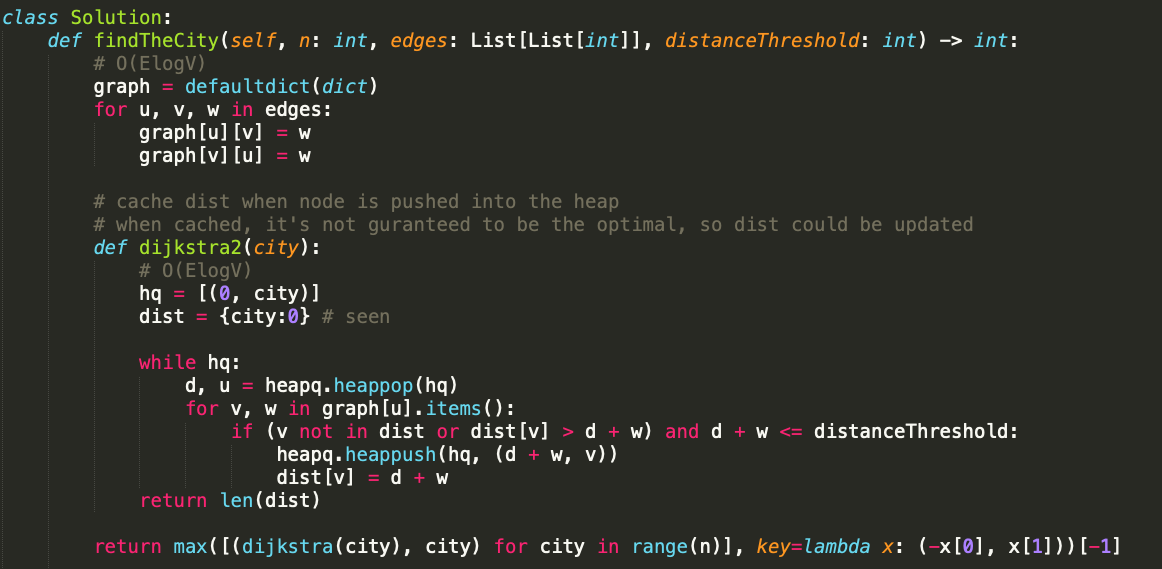 class Solution:
    def findTheCity(self, n: int, edges: List[List[int]], distanceThreshold: int) -> int:
        # O(ElogV)
        graph = defaultdict(dict)
        for u, v, w in edges:
            graph[u][v] = w
            graph[v][u] = w

        # cache dist when node is pushed into the heap
        # when cached, it's not guranteed to be the optimal, so dist could be updated
        def dijkstra2(city):
            # O(ElogV)
            hq = [(0, city)]
            dist = {city:0} # seen

            while hq:
                d, u = heapq.heappop(hq)
                for v, w in graph[u].items():
                    if (v not in dist or dist[v] > d + w) and d + w <= distanceThreshold:
                        heapq.heappush(hq, (d + w, v))
                        dist[v] = d + w
            return len(dist)

        return max([(dijkstra(city), city) for city in range(n)], key=lambda x: (-x[0], x[1]))[-1]